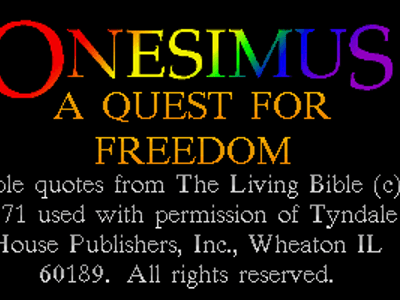 ONESIMUS
A QUEST FOR
FREEDOM
ble quotes from The Living Bible (c)
71 used with permission of Tyndale
House Publishers, Inc., Wheaton IL
60189. All rights reserved.